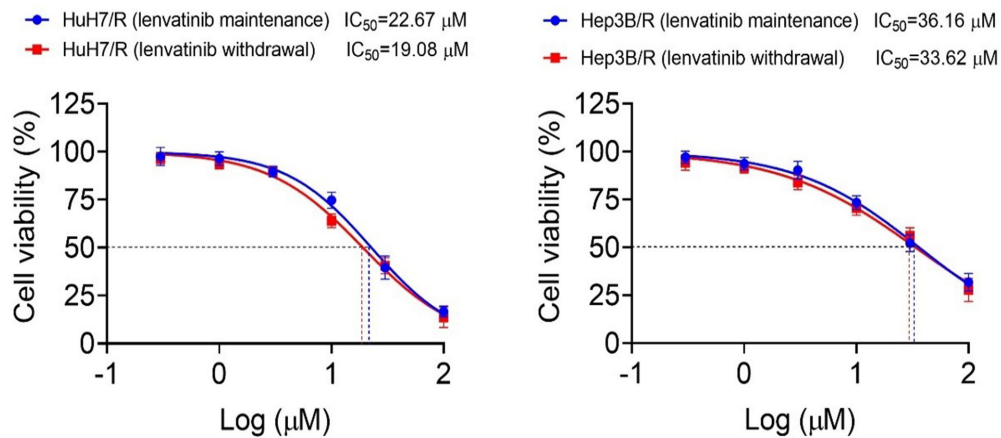 HuH7/R (lenvatinib maintenance) IC50=22.67 μM
HuH7/R (lenvatinib withdrawal) IC50=19.08 μM
Cell viability (%)
125
100
75
50
25
0
-1 0 1 2
Log (μM)
Hep3B/R (lenvatinib maintenance) IC50=36.16 μM
Hep3B/R (lenvatinib withdrawal) IC50=33.62 μM
Cell viability (%)
125
100
75
50
25
0
-1 0 1 2
Log (μM)